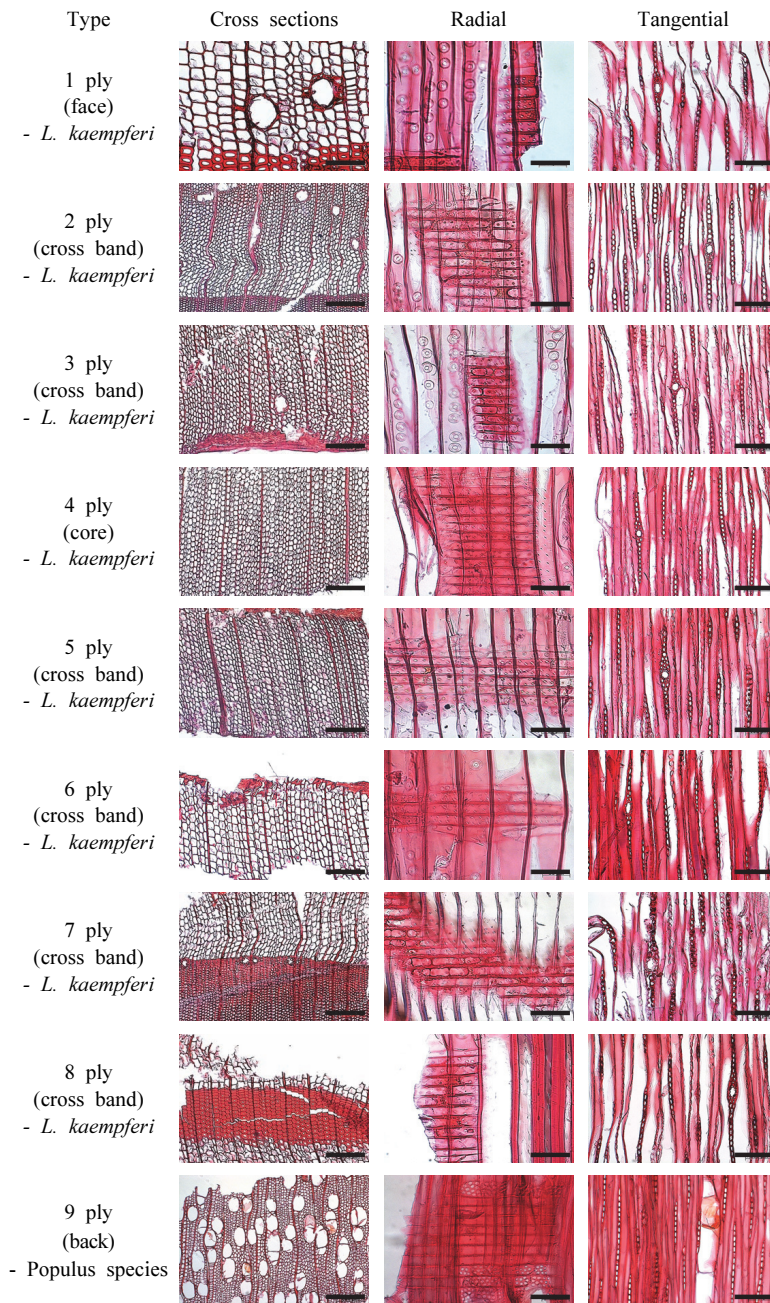 Type Cross sections Radial Tangential
1 ply
(face)
- L. kaempferi
2 ply
(cross band)
- L. kaempferi
3 ply
(cross band)
- L. kaempferi
4 ply
(core)
- L. kaempferi
5 ply
(cross band)
- L. kaempferi
6 ply
(cross band)
- L. kaempferi
7 ply
(cross band)
- L. kaempferi
8 ply
(cross band)
- L. kaempferi
9 ply
(back)
- Populus species